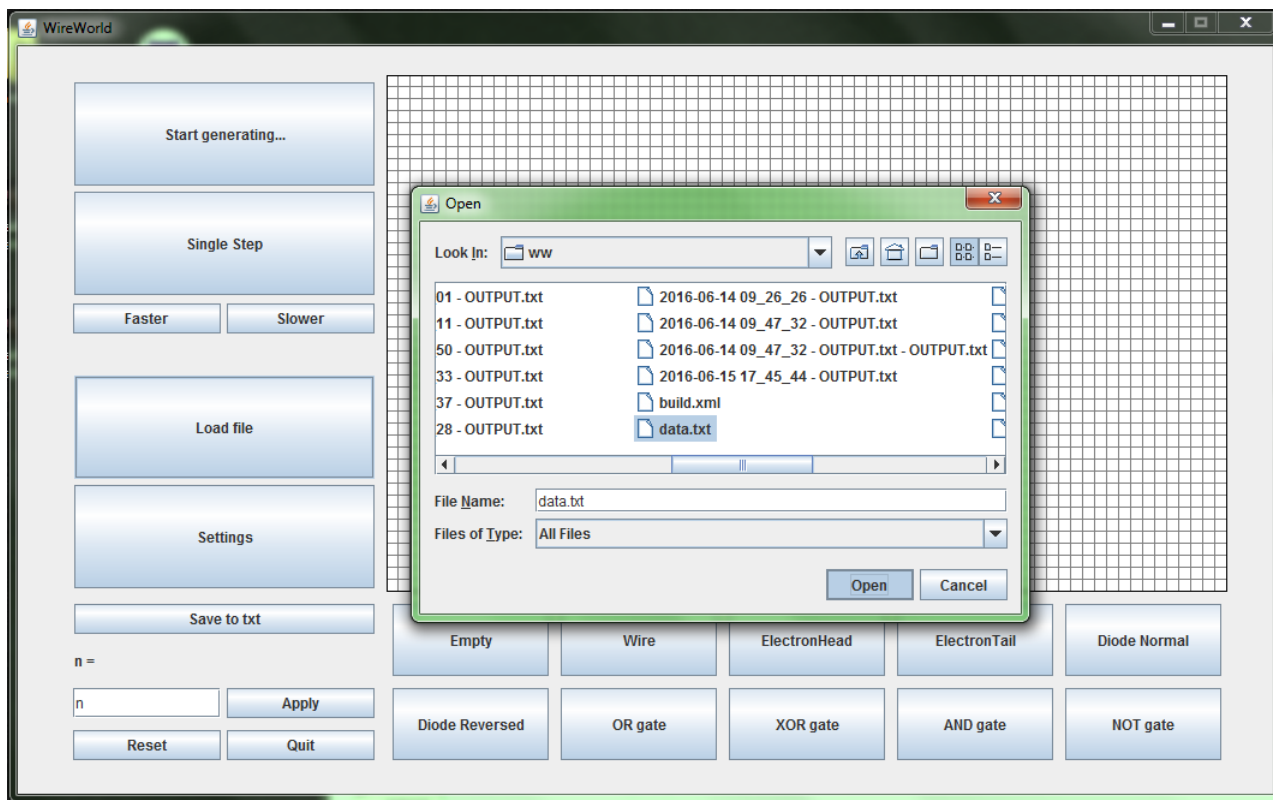 WireWorld
Start generating...
Single Step
Faster
Slower
Load file
Settings
Save to txt
n =
n
Apply
Reset
Quit
Open
Look In:
ww
01 - OUTPUT.txt
11 - OUTPUT.txt
50 - OUTPUT.txt
33 - OUTPUT.txt
37 - OUTPUT.txt
28 - OUTPUT.txt
2016-06-14 09_26_26 - OUTPUT.txt
2016-06-14 09_47_32 - OUTPUT.txt
2016-06-14 09_47_32 - OUTPUT.txt - OUTPUT.txt
2016-06-15 17_45_44 - OUTPUT.txt
build.xml
data.txt
File Name:
data.txt
Files of Type:
All Files
Open
Cancel
Empty
Wire
ElectronHead
ElectronTail
Diode Normal
Diode Reversed
OR gate
XOR gate
AND gate
NOT gate